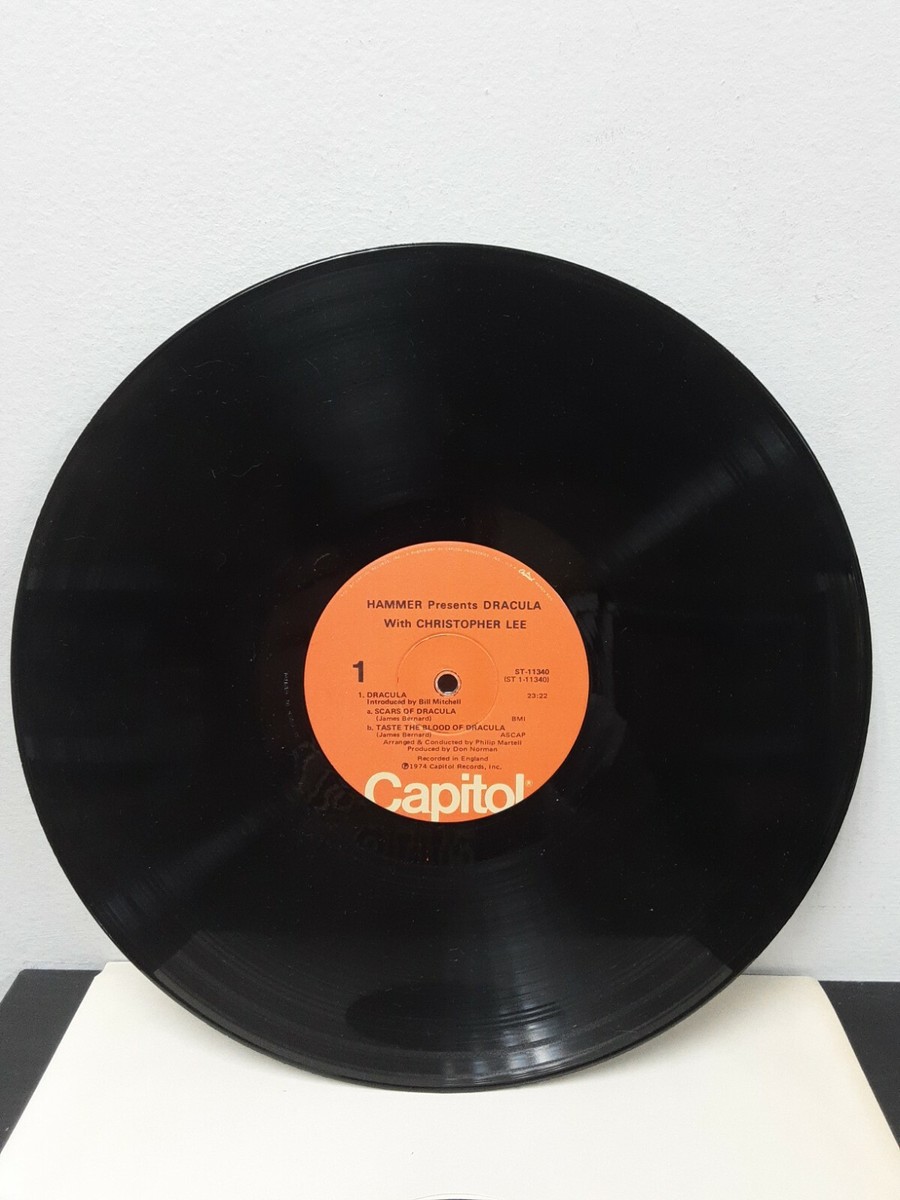 HAMMER Presents DRACULA
With CHRISTOPHER LEE
1
ST-11340
(ST 1-11340)
1. DRACULA 23:22
Introduced by Bill Mitchell
a. SCARS OF DRACULA
(James Bernard) BMI
b. TASTE THE BLOOD OF DRACULA
(James Bernard) ASCAP
Arranged & Conducted by Philip Martell
Produced by Don Norman
Recorded in England
Ⓟ1974 Capitol Records, Inc.
Capitol®